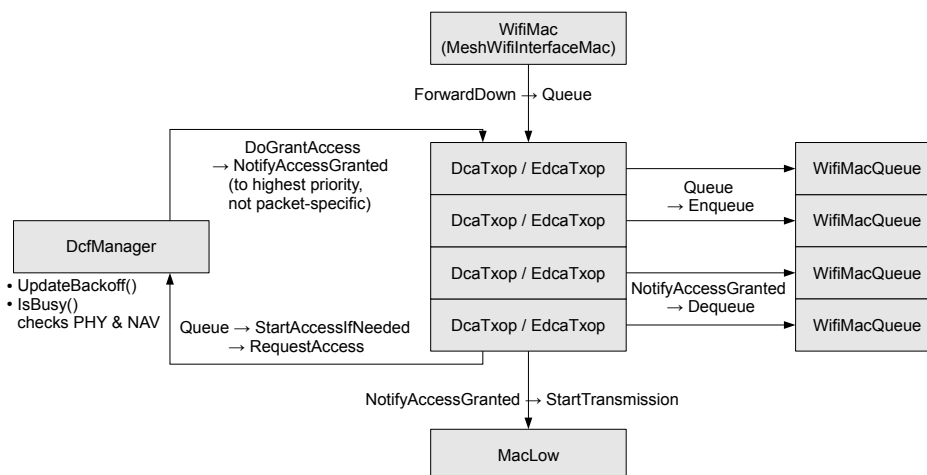 WifiMac
(MeshWifiInterfaceMac)
ForwardDown → Queue
DoGrantAccess
→ NotifyAccessGranted
(to highest priority,
not packet-specific)
DcaTxop / EdcaTxop
WifiMacQueue
Queue
→ Enqueue
DcaTxop / EdcaTxop
WifiMacQueue
DcfManager
DcaTxop / EdcaTxop
WifiMacQueue
• UpdateBackoff()
• IsBusy()
checks PHY & NAV
NotifyAccessGranted
→ Dequeue
Queue → StartAccessIfNeeded
→ RequestAccess
DcaTxop / EdcaTxop
WifiMacQueue
NotifyAccessGranted → StartTransmission
MacLow